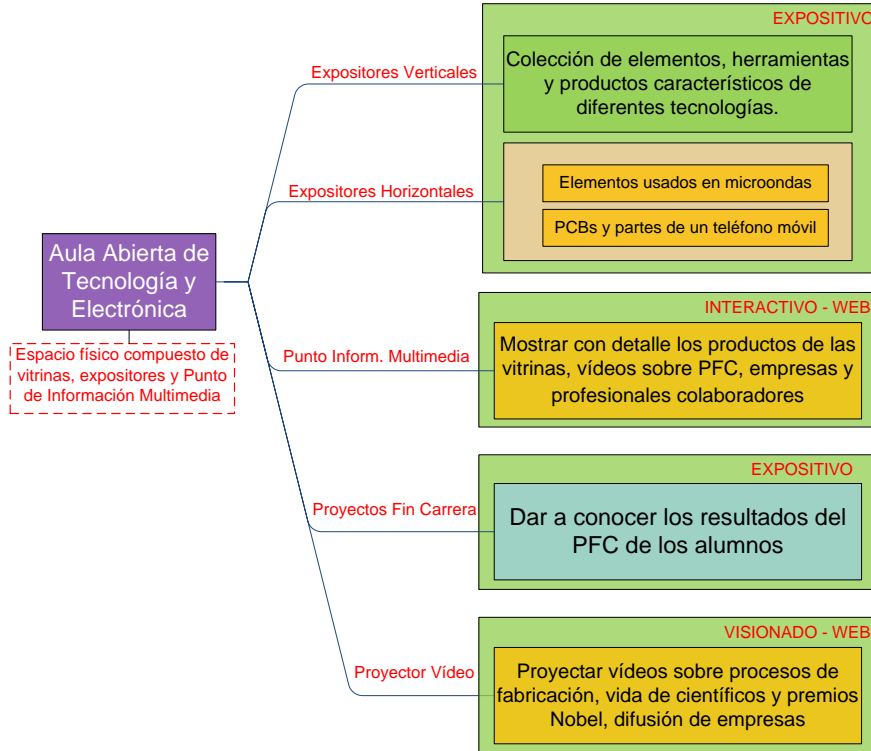 Aula Abierta de
Tecnología y
Electrónica
Espacio físico compuesto de
vitrinas, expositores y Punto
de Información Multimedia
Expositores Verticales
EXPOSITIVO
Colección de elementos, herramientas
y productos característicos de
diferentes tecnologías.
Expositores Horizontales
Elementos usados en microondas
PCBs y partes de un teléfono móvil
Punto Inform. Multimedia
INTERACTIVO - WEB
Mostrar con detalle los productos de las
vitrinas, vídeos sobre PFC, empresas y
profesionales colaboradores
Proyectos Fin Carrera
EXPOSITIVO
Dar a conocer los resultados del
PFC de los alumnos
Proyector Vídeo
VISIONADO - WEB
Proyectar vídeos sobre procesos de
fabricación, vida de científicos y premios
Nobel, difusión de empresas